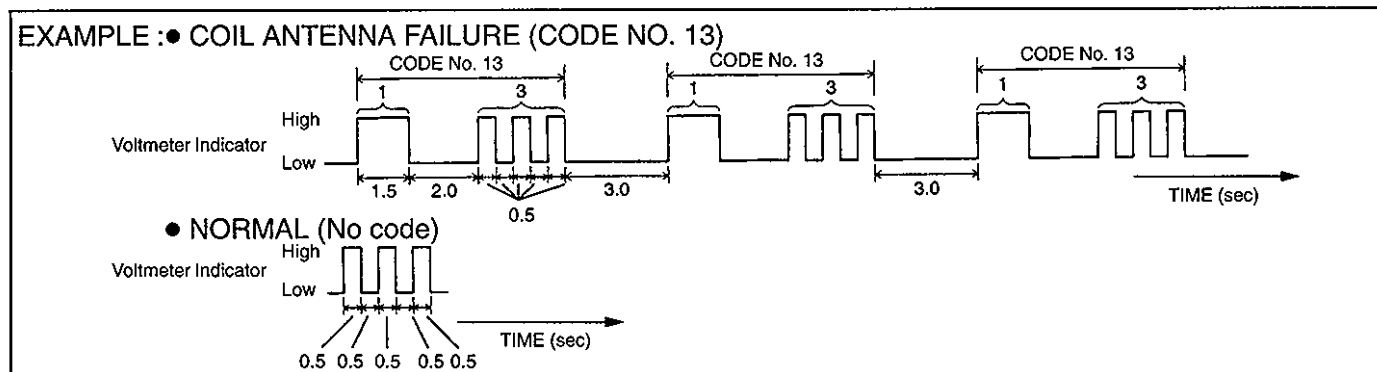 EXAMPLE :● COIL ANTENNA FAILURE (CODE NO. 13)
CODE No. 13 CODE No. 13 CODE No. 13
1 3 1 3 1 3
High
Voltmeter Indicator
Low
1.5 2.0 0.5 3.0 3.0
TIME (sec)
● NORMAL (No code)
High
Voltmeter Indicator
Low
TIME (sec)
0.5 0.5 0.5 0.5 0.5